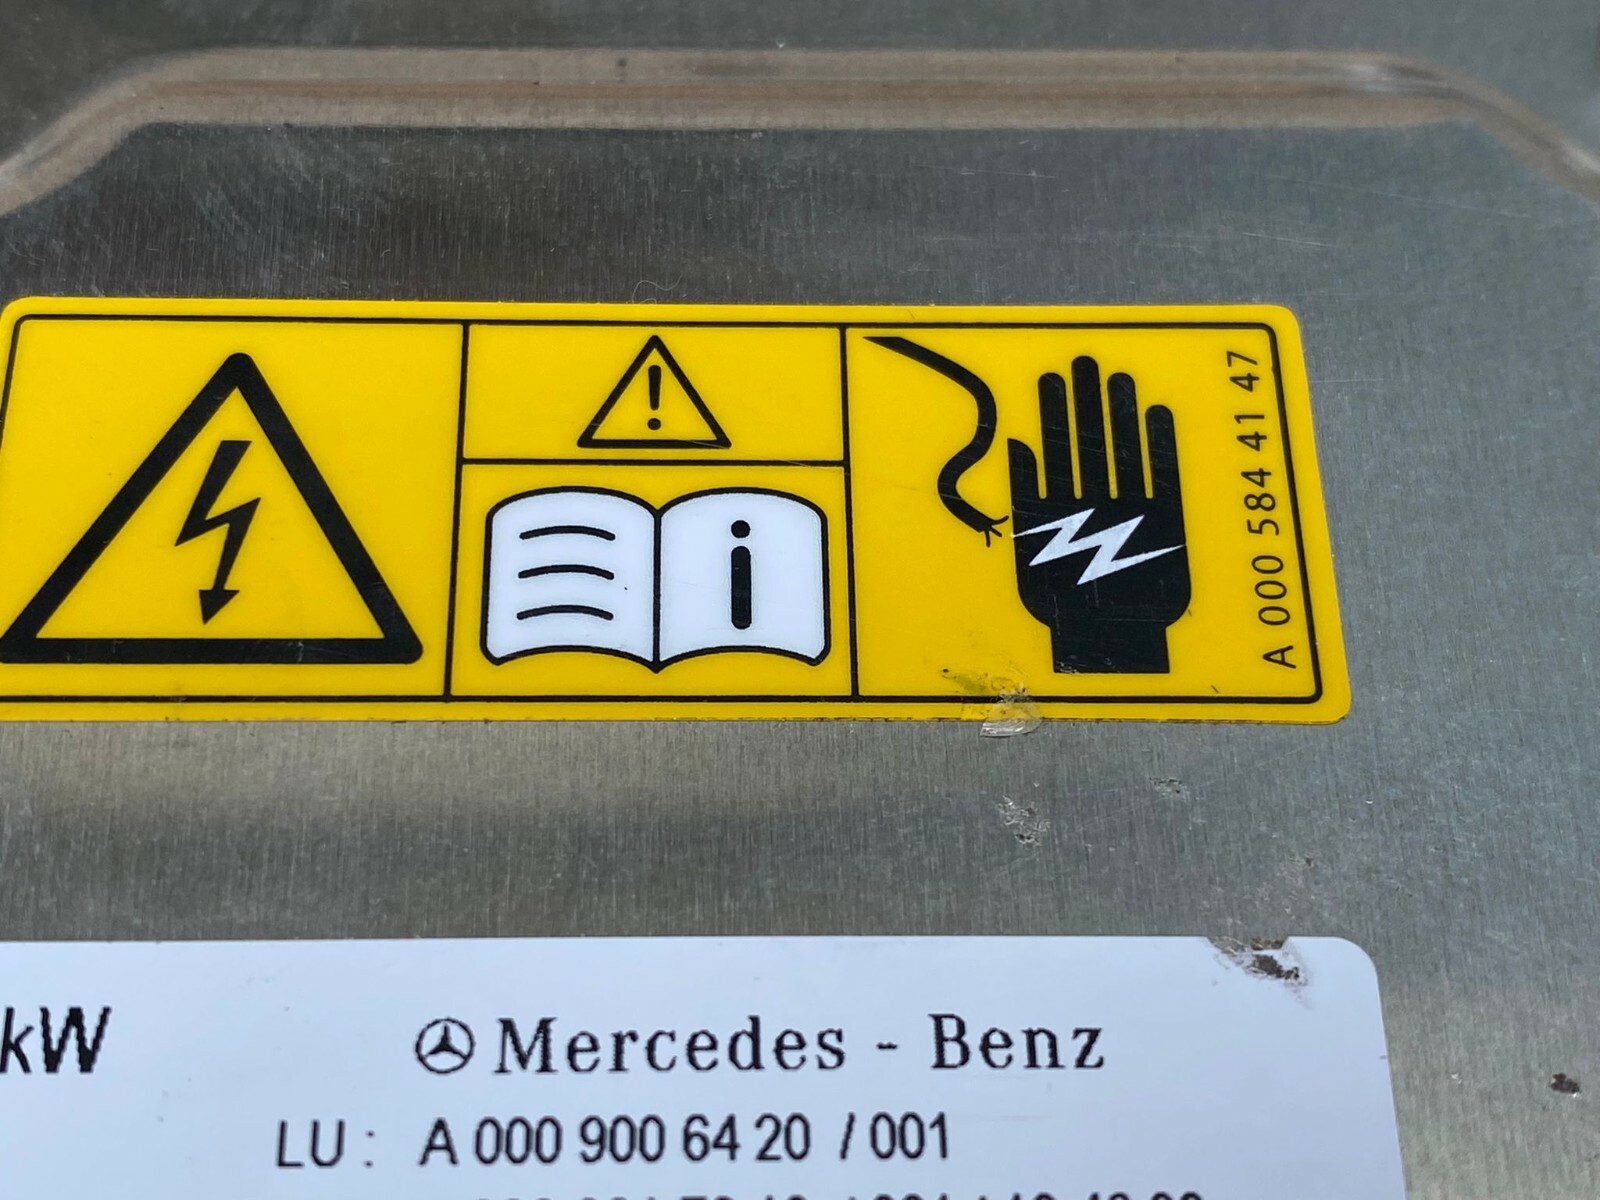 A 000 584 41 47
kW
Mercedes - Benz
LU : A 000 900 64 20 / 001